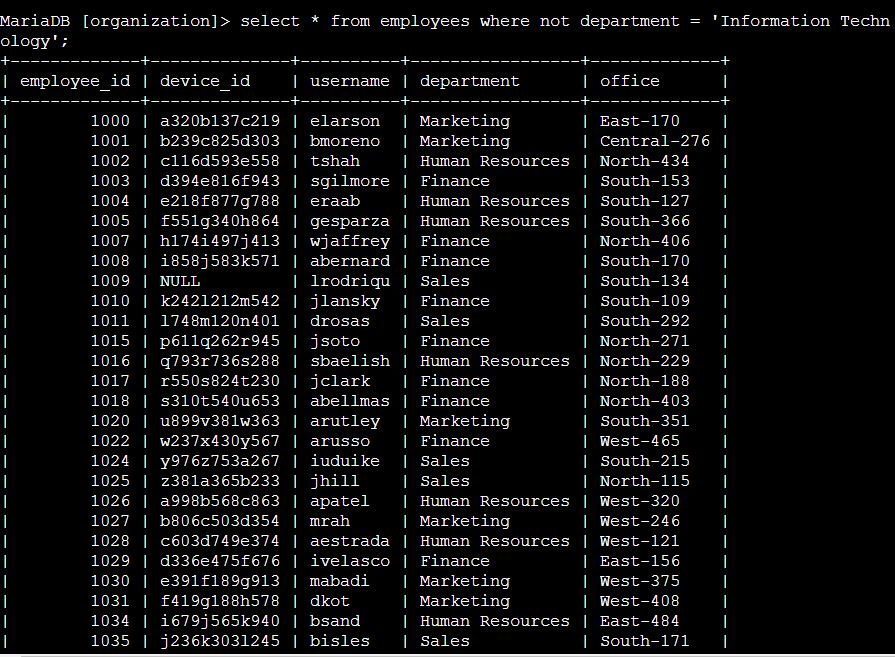 MariaDB [organization]> select * from employees where not department = 'Information Techn
ology';
+-------------+--------------+----------+-----------------+-------------+
| employee_id | device_id    | username | department      | office      |
+-------------+--------------+----------+-----------------+-------------+
|        1000 | a320b137c219 | elarson  | Marketing       | East-170    |
|        1001 | b239c825d303 | bmoreno  | Marketing       | Central-276 |
|        1002 | c116d593e558 | tshah    | Human Resources | North-434   |
|        1003 | d394e816f943 | sgilmore | Finance         | South-153   |
|        1004 | e218f877g788 | eraab    | Human Resources | South-127   |
|        1005 | f551g340h864 | gesparza | Human Resources | South-366   |
|        1007 | h174i497j413 | wjaffrey | Finance         | North-406   |
|        1008 | i858j583k571 | abernard | Finance         | South-170   |
|        1009 | NULL         | lrodriqu | Sales           | South-134   |
|        1010 | k242l212m542 | jlansky  | Finance         | South-109   |
|        1011 | l748m120n401 | drosas   | Sales           | South-292   |
|        1015 | p611q262r945 | jsoto    | Finance         | North-271   |
|        1016 | q793r736s288 | sbaelish | Human Resources | North-229   |
|        1017 | r550s824t230 | jclark   | Finance         | North-188   |
|        1018 | s310t540u653 | abellmas | Finance         | North-403   |
|        1020 | u899v381w363 | arutley  | Marketing       | South-351   |
|        1022 | w237x430y567 | arusso   | Finance         | West-465    |
|        1024 | y976z753a267 | iuduike  | Sales           | South-215   |
|        1025 | z381a365b233 | jhill    | Sales           | North-115   |
|        1026 | a998b568c863 | apatel   | Human Resources | West-320    |
|        1027 | b806c503d354 | mrah     | Marketing       | West-246    |
|        1028 | c603d749e374 | aestrada | Human Resources | West-121    |
|        1029 | d336e475f676 | ivelasco | Finance         | East-156    |
|        1030 | e391f189g913 | mabadi   | Marketing       | West-375    |
|        1031 | f419g188h578 | dkot     | Marketing       | West-408    |
|        1034 | i679j565k940 | bsand    | Human Resources | East-484    |
|        1035 | j236k303l245 | bisles   | Sales           | South-171   |